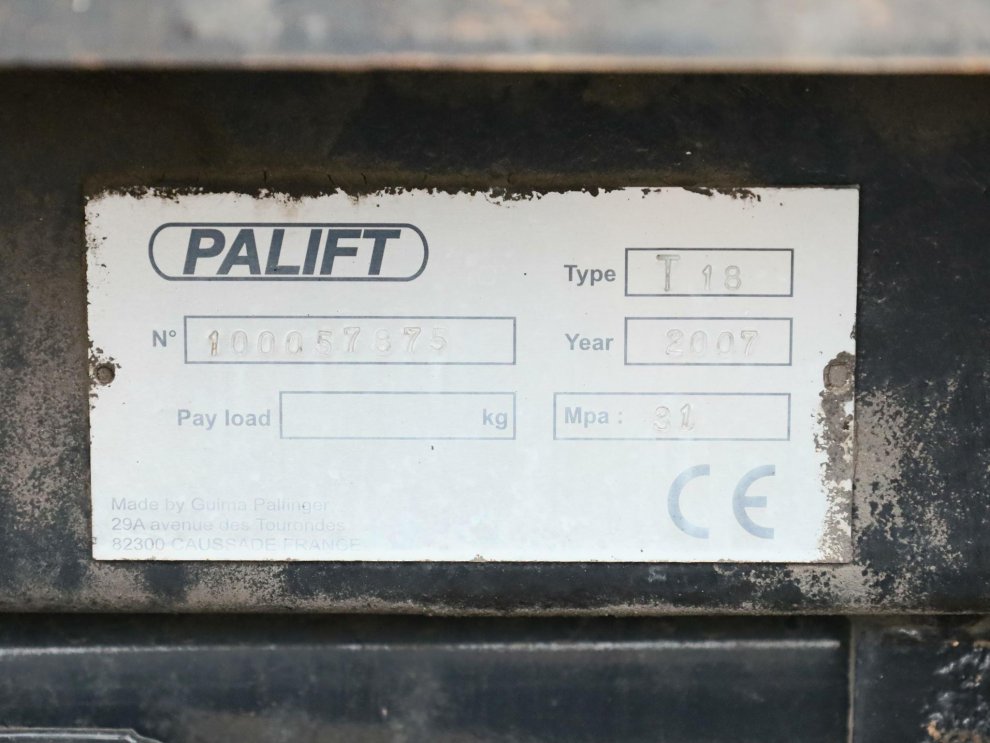 PALIFT
Type T 18
N° 100057875
Year 2007
Pay load kg
Mpa : 31
Made by Guima Palfinger
29A avenue des Tourondes
82300 CAUSSADE FRANCE
CE